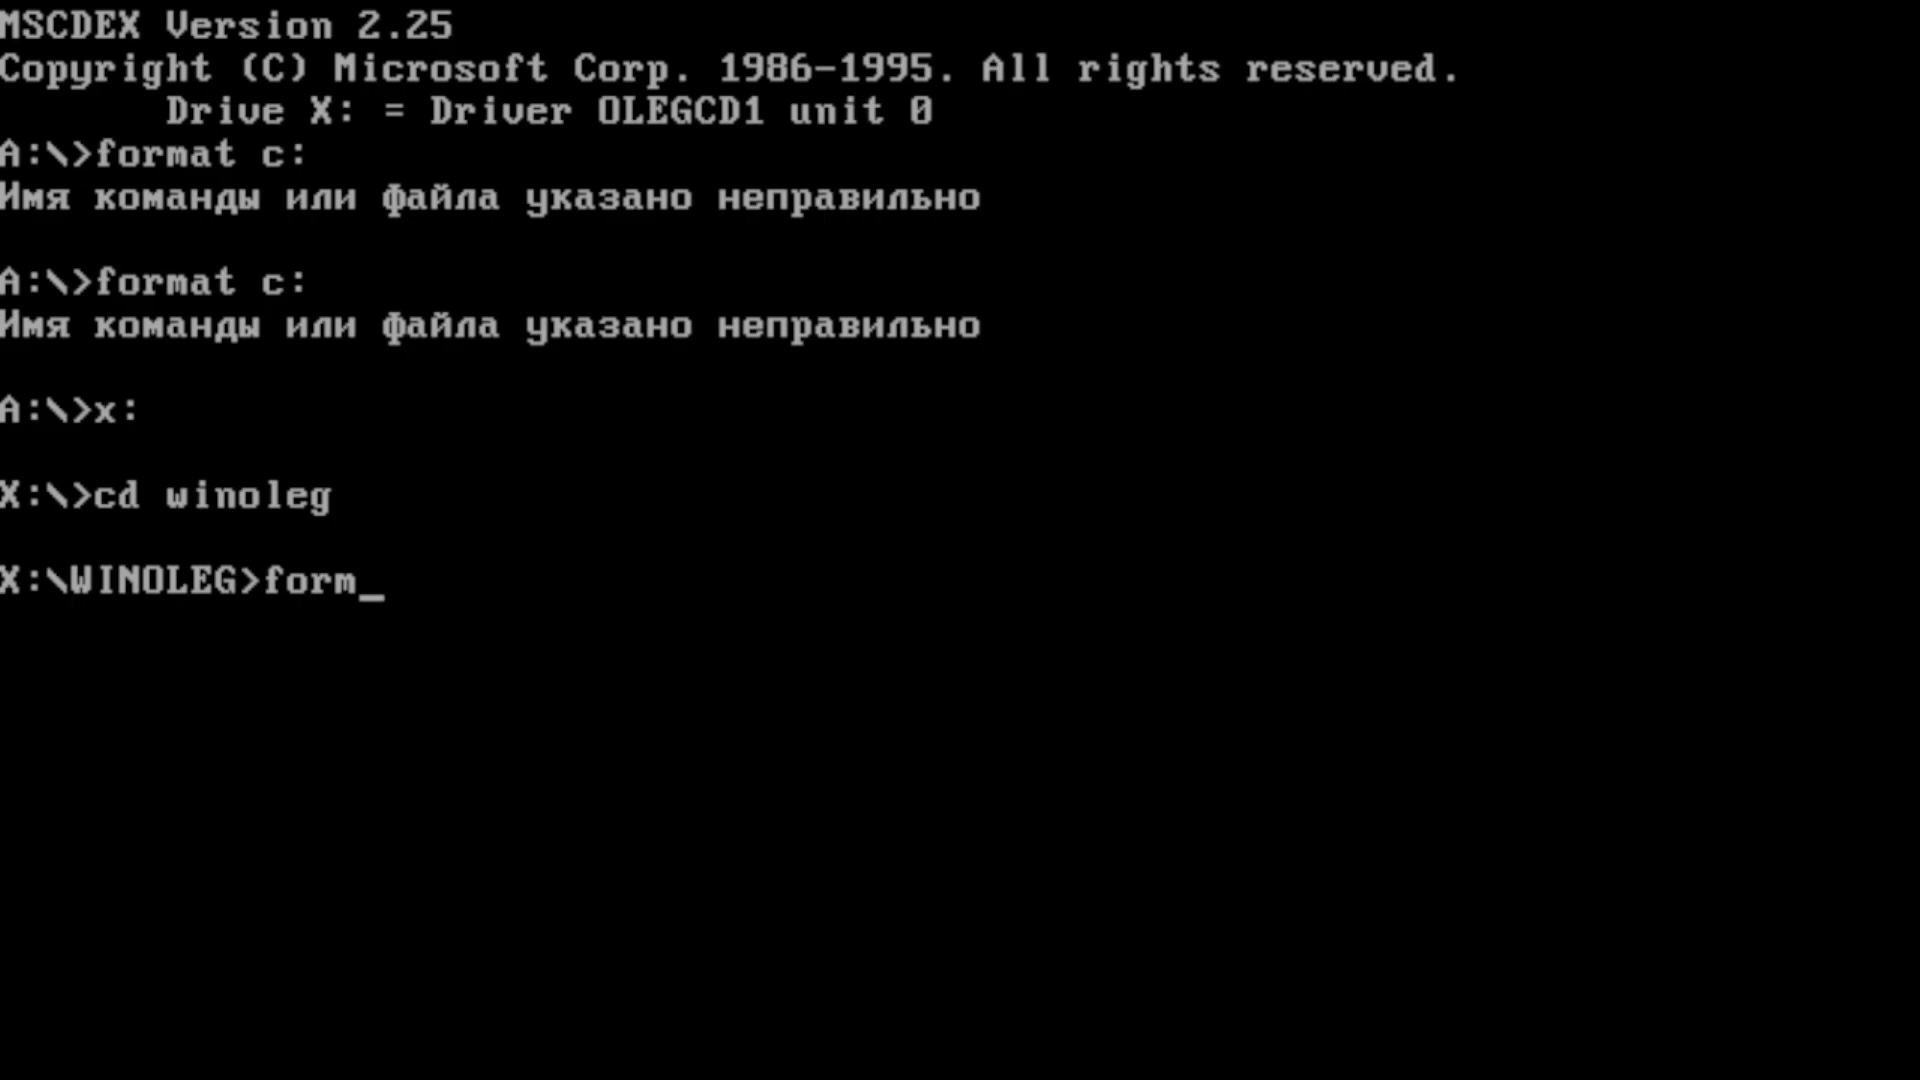 MSCDEX Version 2.25
Copyright (C) Microsoft Corp. 1986-1995. All rights reserved.
Drive X: = Driver OLEGCD1 unit 0
A:\>format c:
Имя команды или файла указано неправильно
A:\>format c:
Имя команды или файла указано неправильно
A:\>x:
X:\>cd winoleg
X:\WINOLEG>form_